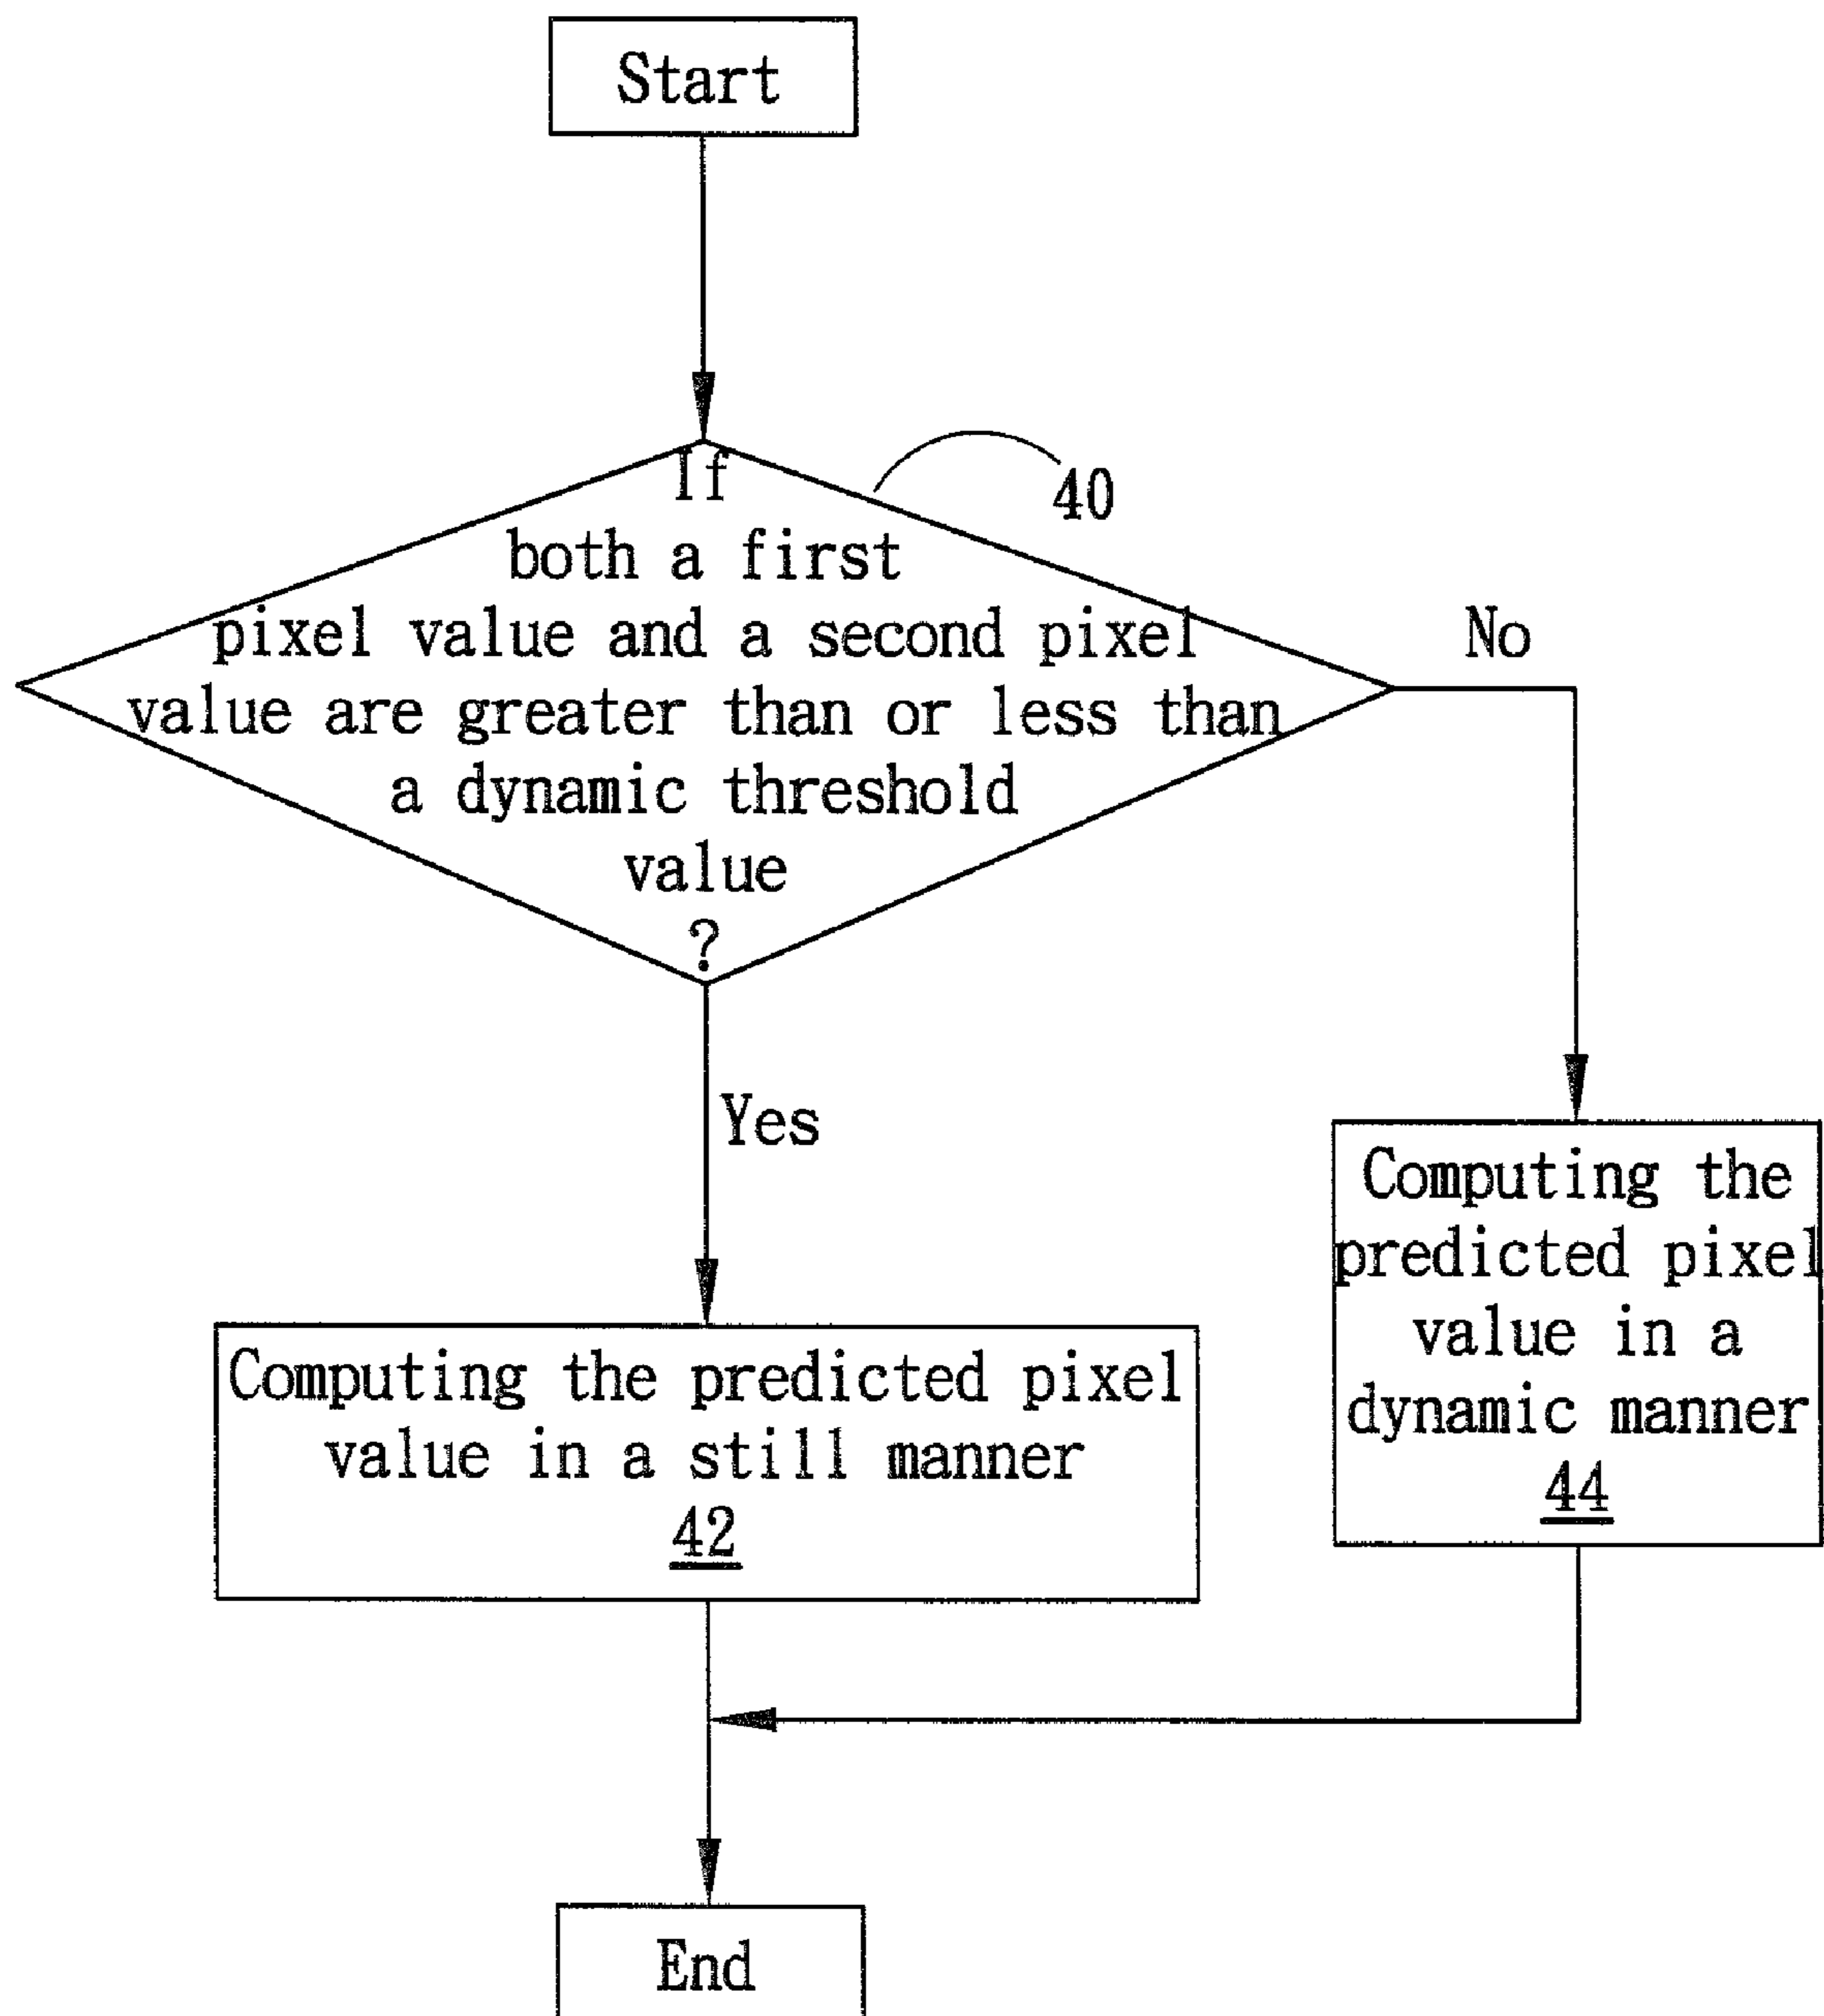 Start
If
both a first
pixel value and a second pixel
value are greater than or less than
a dynamic threshold
value
?
40
No
Yes
Computing the
predicted pixel
value in a
dynamic manner
44
Computing the predicted pixel
value in a still manner
42
End